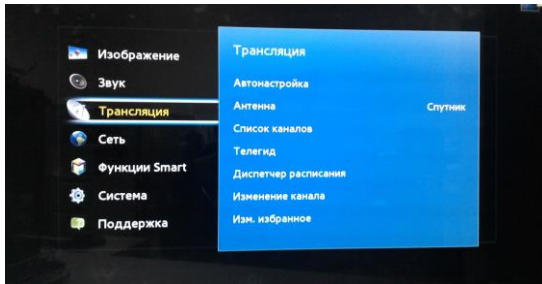 Изображение
Звук
Трансляция
Сеть
Функции Smart
Система
Поддержка
Трансляция
Автонастройка
Антенна Спутник
Список каналов
Телегид
Диспетчер расписания
Изменение канала
Изм. избранное